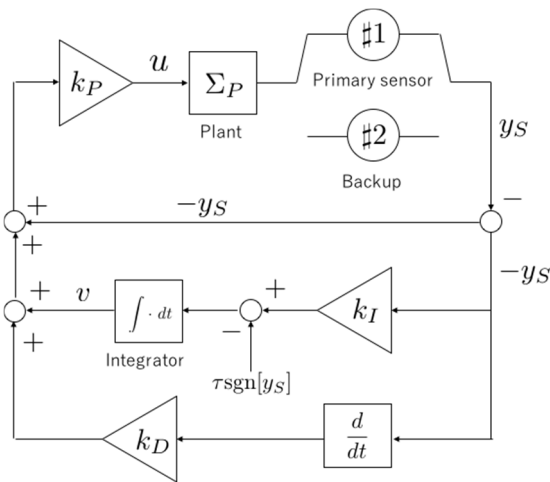 ♯1
k_P
u
Σ_P
Primary sensor
Plant
♯2
y_S
Backup
+
−y_S
−
+
−y_S
+
v
∫ · dt
+
k_I
+
−
Integrator
τsgn[y_S]
k_D
d/dt